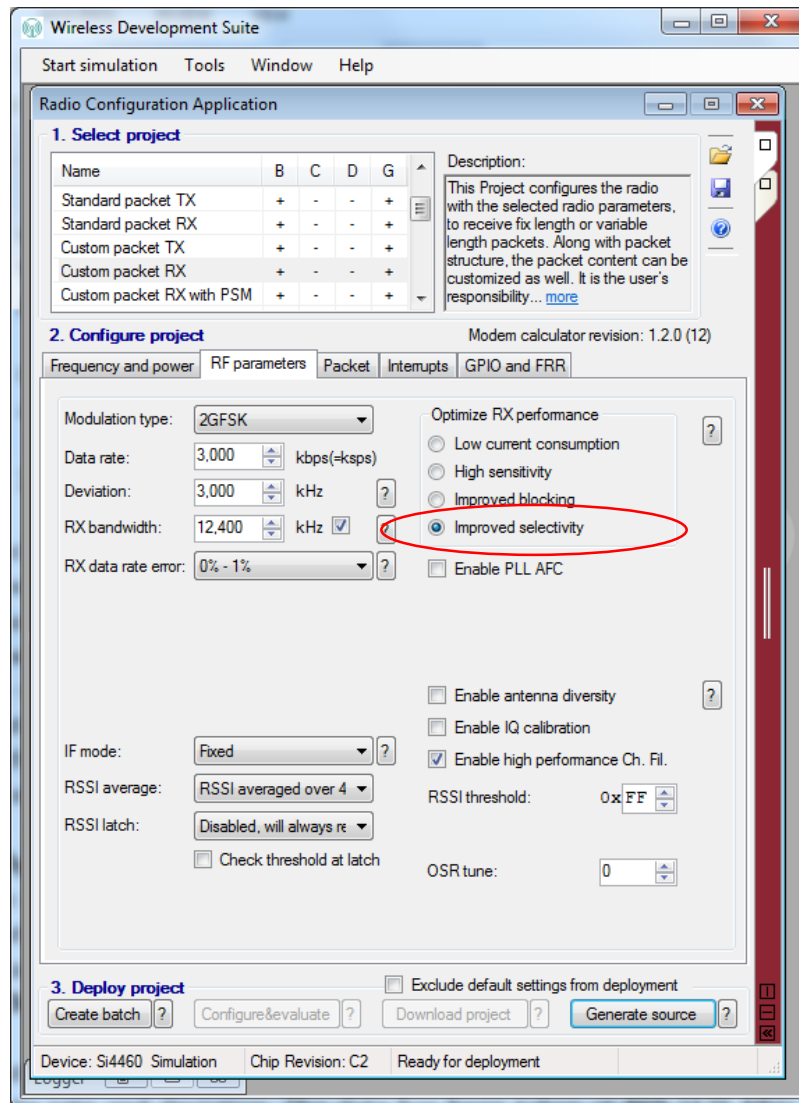 Wireless Development Suite
Start simulation Tools Window Help
Radio Configuration Application
1. Select project
Name B C D G
Standard packet TX + - - +
Standard packet RX + - - +
Custom packet TX + - - +
Custom packet RX + - - +
Custom packet RX with PSM + - - +
Description:
This Project configures the radio
with the selected radio parameters,
to receive fix length or variable
length packets. Along with packet
structure, the packet content can be
customized as well. It is the user's
responsibility... more
2. Configure project Modem calculator revision: 1.2.0 (12)
Frequency and power RF parameters Packet Interrupts GPIO and FRR
Modulation type: 2GFSK
Data rate: 3,000 kbps(=ksps)
Deviation: 3,000 kHz ?
RX bandwidth: 12,400 kHz ?
RX data rate error: 0% - 1% ?
Optimize RX performance ?
Low current consumption
High sensitivity
Improved blocking
Improved selectivity
Enable PLL AFC
Enable antenna diversity ?
Enable IQ calibration
IF mode: Fixed ? Enable high performance Ch. Fil.
RSSI average: RSSI averaged over 4 RSSI threshold: 0x FF
RSSI latch: Disabled, will always re
Check threshold at latch
OSR tune: 0
3. Deploy project Exclude default settings from deployment
Create batch ? Configure&evaluate ? Download project ? Generate source ?
Device: Si4460 Simulation Chip Revision: C2 Ready for deployment